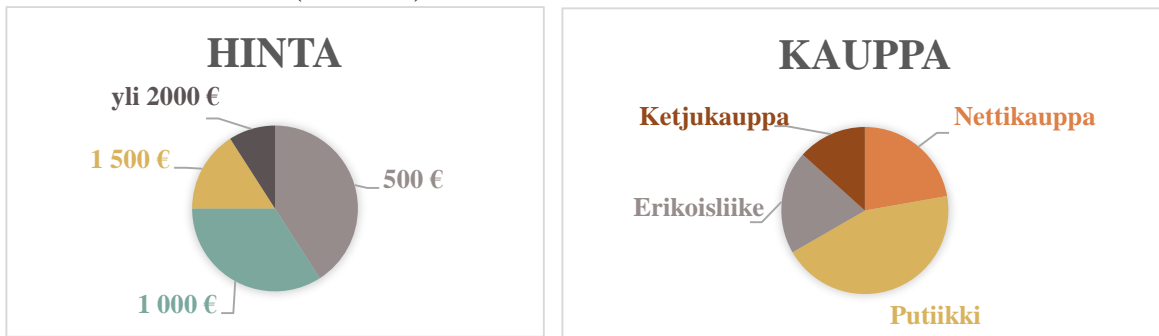 HINTA
yli 2000 €
1 500 €
500 €
1 000 €
KAUPPA
Ketjukauppa
Nettikauppa
Erikoisliike
Putiikki